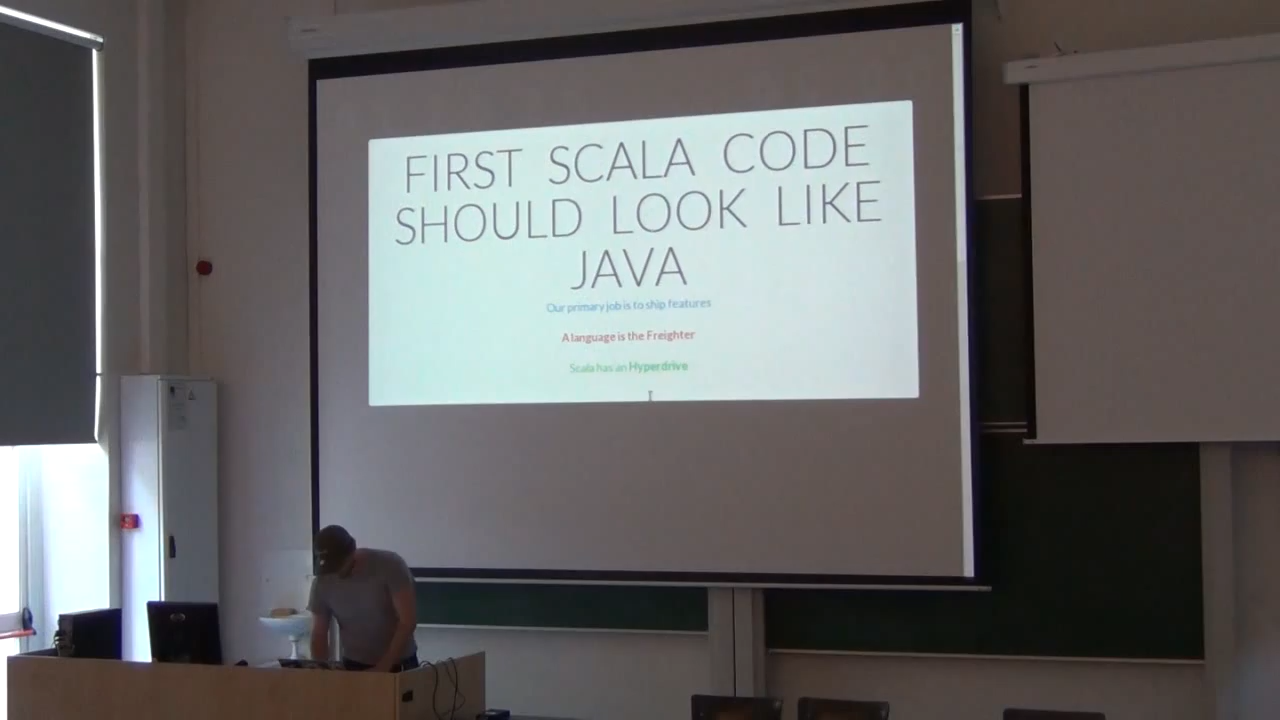 FIRST SCALA CODE
SHOULD LOOK LIKE
JAVA
Our primary job is to ship features
A language is the Freighter
Scala has an Hyperdrive